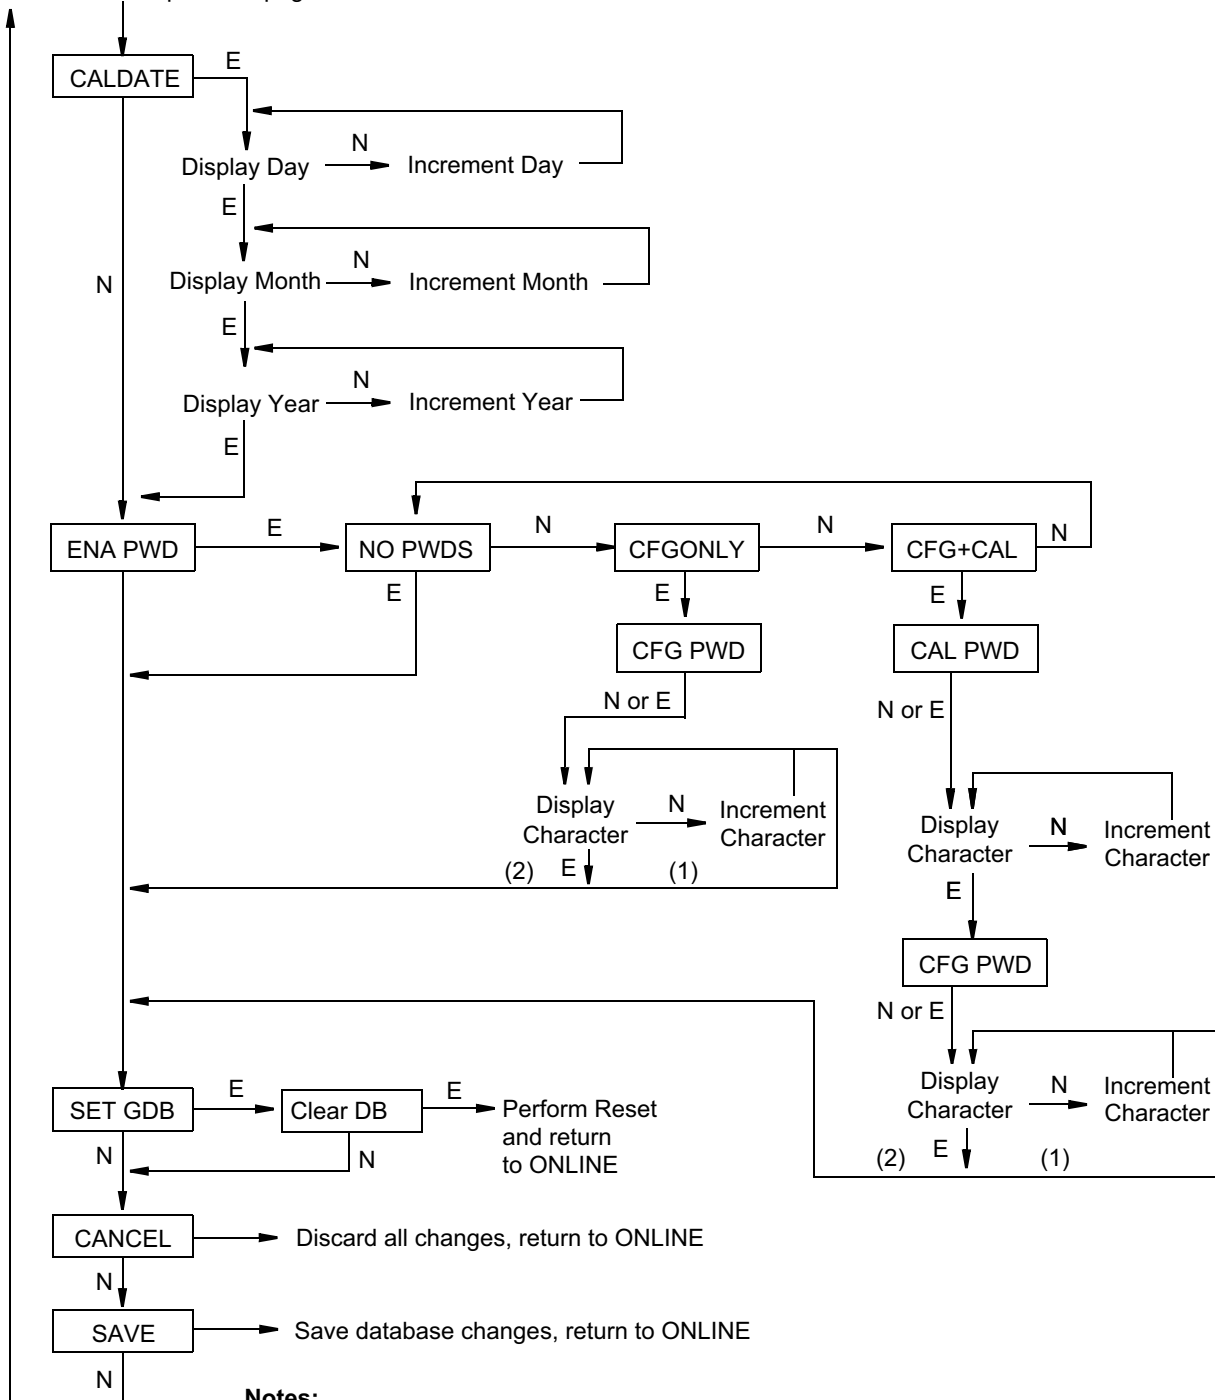 CALDATE
E
Display Day
N
Increment Day
E
Display Month
N
Increment Month
N
E
Display Year
N
Increment Year
E
ENA PWD
E
NO PWDS
N
CFGONLY
N
CFG+CAL
N
E
E
E
CFG PWD
CAL PWD
N or E
N or E
Display
Character
N
Increment
Character
(2)
E
(1)
Display
Character
N
Increment
Character
E
CFG PWD
N or E
Display
Character
N
Increment
Character
(2)
E
(1)
SET GDB
E
Clear DB
E
Perform Reset
and return
to ONLINE
N
N
CANCEL
Discard all changes, return to ONLINE
N
SAVE
Save database changes, return to ONLINE
N
Notes: